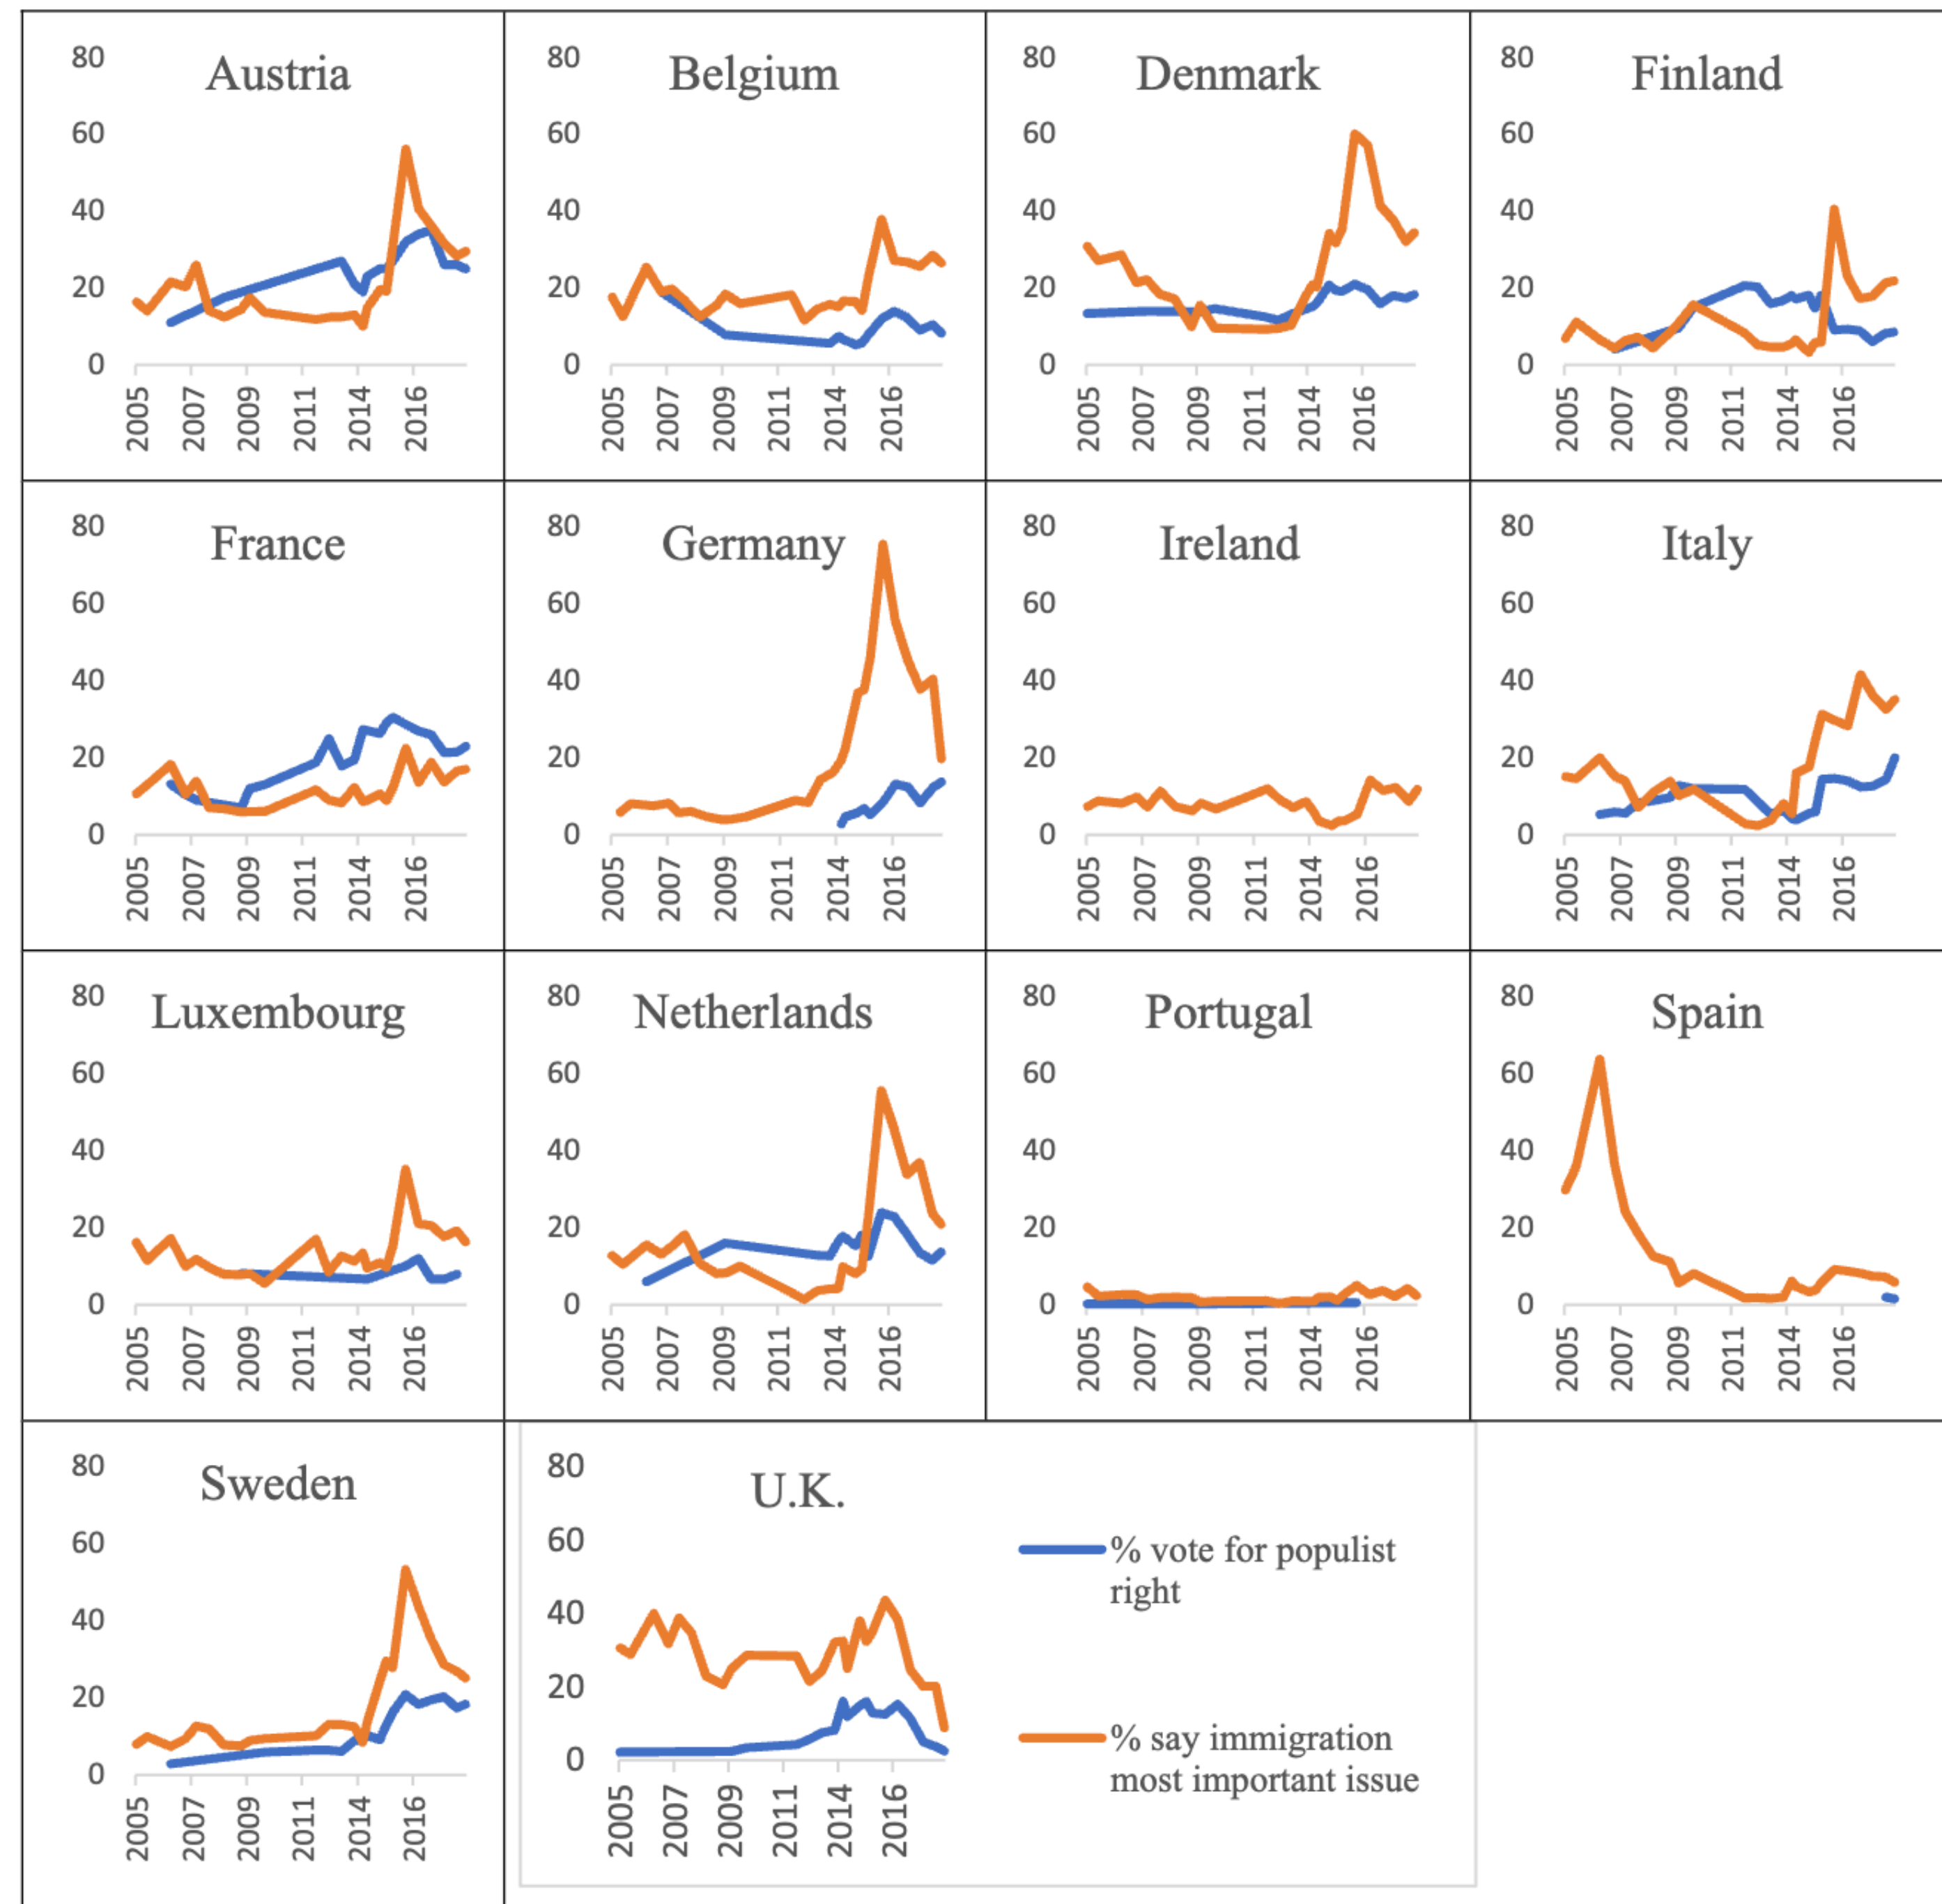 Austria
80
60
40
20
0
2005 2007 2009 2011 2014 2016
Belgium
80
60
40
20
0
2005 2007 2009 2011 2014 2016
Denmark
80
60
40
20
0
2005 2007 2009 2011 2014 2016
Finland
80
60
40
20
0
2005 2007 2009 2011 2014 2016
France
80
60
40
20
0
2005 2007 2009 2011 2014 2016
Germany
80
60
40
20
0
2005 2007 2009 2011 2014 2016
Ireland
80
60
40
20
0
2005 2007 2009 2011 2014 2016
Italy
80
60
40
20
0
2005 2007 2009 2011 2014 2016
Luxembourg
80
60
40
20
0
2005 2007 2009 2011 2014 2016
Netherlands
80
60
40
20
0
2005 2007 2009 2011 2014 2016
Portugal
80
60
40
20
0
2005 2007 2009 2011 2014 2016
Spain
80
60
40
20
0
2005 2007 2009 2011 2014 2016
Sweden
80
60
40
20
0
2005 2007 2009 2011 2014 2016
U.K.
80
60
40
20
0
2005 2007 2009 2011 2014 2016
% vote for populist
right
% say immigration
most important issue